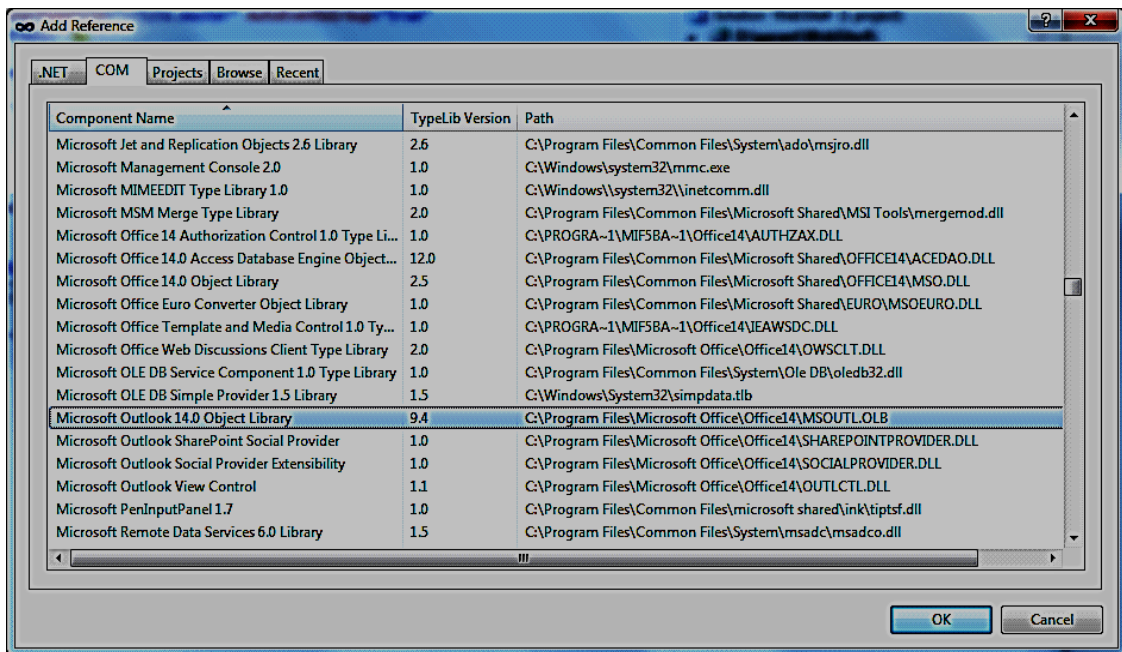 Add Reference
.NET COM Projects Browse Recent
Component Name TypeLib Version Path
Microsoft Jet and Replication Objects 2.6 Library 2.6 C:\Program Files\Common Files\System\ado\msjro.dll
Microsoft Management Console 2.0 1.0 C:\Windows\system32\mmc.exe
Microsoft MIMEEDIT Type Library 1.0 1.0 C:\Windows\\system32\\inetcomm.dll
Microsoft MSM Merge Type Library 2.0 C:\Program Files\Common Files\Microsoft Shared\MSI Tools\mergemod.dll
Microsoft Office 14 Authorization Control 1.0 Type Li... 1.0 C:\PROGRA~1\MIF5BA~1\Office14\AUTHZAX.DLL
Microsoft Office 14.0 Access Database Engine Object... 12.0 C:\Program Files\Common Files\Microsoft Shared\OFFICE14\ACEDAO.DLL
Microsoft Office 14.0 Object Library 2.5 C:\Program Files\Common Files\Microsoft Shared\OFFICE14\MSO.DLL
Microsoft Office Euro Converter Object Library 1.0 C:\Program Files\Common Files\Microsoft Shared\EURO\MSOEURO.DLL
Microsoft Office Template and Media Control 1.0 Ty... 1.0 C:\PROGRA~1\MIF5BA~1\Office14\IEAWSDC.DLL
Microsoft Office Web Discussions Client Type Library 2.0 C:\Program Files\Microsoft Office\Office14\OWSCLT.DLL
Microsoft OLE DB Service Component 1.0 Type Library 1.0 C:\Program Files\Common Files\System\Ole DB\oledb32.dll
Microsoft OLE DB Simple Provider 1.5 Library 1.5 C:\Windows\System32\simpdata.tlb
Microsoft Outlook 14.0 Object Library 9.4 C:\Program Files\Microsoft Office\Office14\MSOUTL.OLB
Microsoft Outlook SharePoint Social Provider 1.0 C:\Program Files\Microsoft Office\Office14\SHAREPOINTPROVIDER.DLL
Microsoft Outlook Social Provider Extensibility 1.0 C:\Program Files\Microsoft Office\Office14\SOCIALPROVIDER.DLL
Microsoft Outlook View Control 1.1 C:\Program Files\Microsoft Office\Office14\OUTLCTL.DLL
Microsoft PenInputPanel 1.7 1.0 C:\Program Files\Common Files\microsoft shared\ink\tiptsf.dll
Microsoft Remote Data Services 6.0 Library 1.5 C:\Program Files\Common Files\System\msadc\msadco.dll
OK Cancel